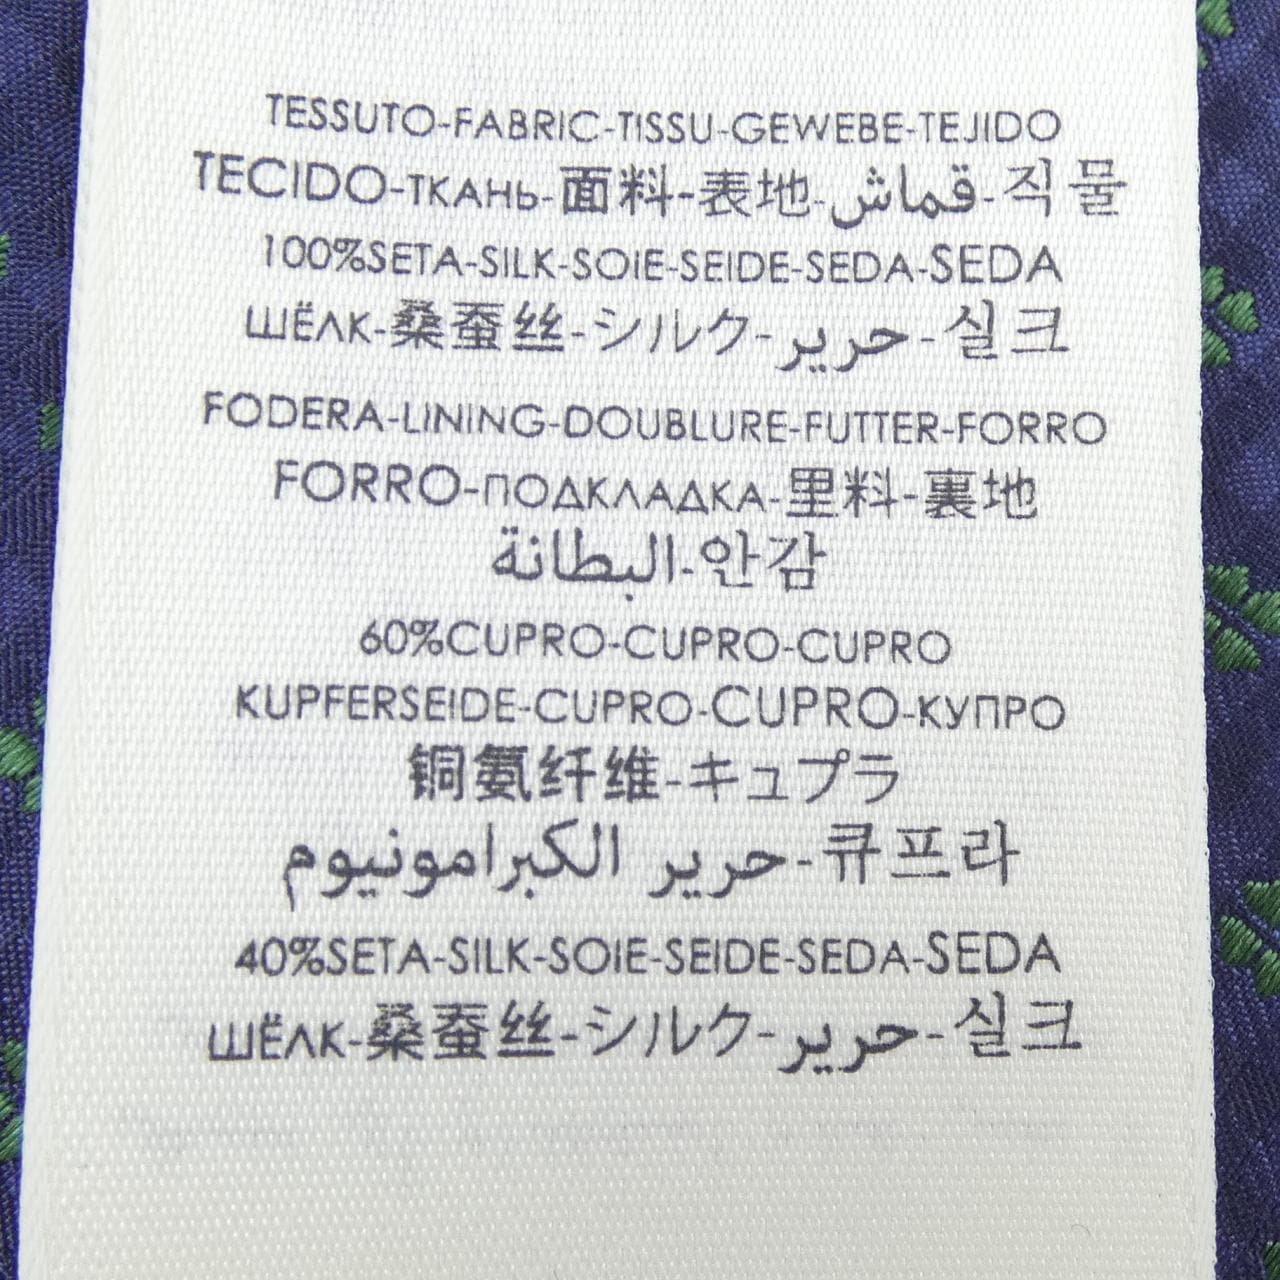 TESSUTO-FABRIC-TISSU-GEWEBE-TEJIDO
TECIDO-ТКАНЬ-面料-表地-قماش-직물
100%SETA-SILK-SOIE-SEIDE-SEDA-SEDA
ШЁЛК-桑蚕丝-シルク-حرير-실크
FODERA-LINING-DOUBLURE-FUTTER-FORRO
FORRO-ПОДКЛАДКА-里料-裏地
البطانة-안감
60%CUPRO-CUPRO-CUPRO
KUPFERSEIDE-CUPRO-CUPRO-КУПРО
铜氨纤维-キュプラ
حرير الكبرامونيوم-큐프라
40%SETA-SILK-SOIE-SEIDE-SEDA-SEDA
ШЁЛК-桑蚕丝-シルク-حرير-실크